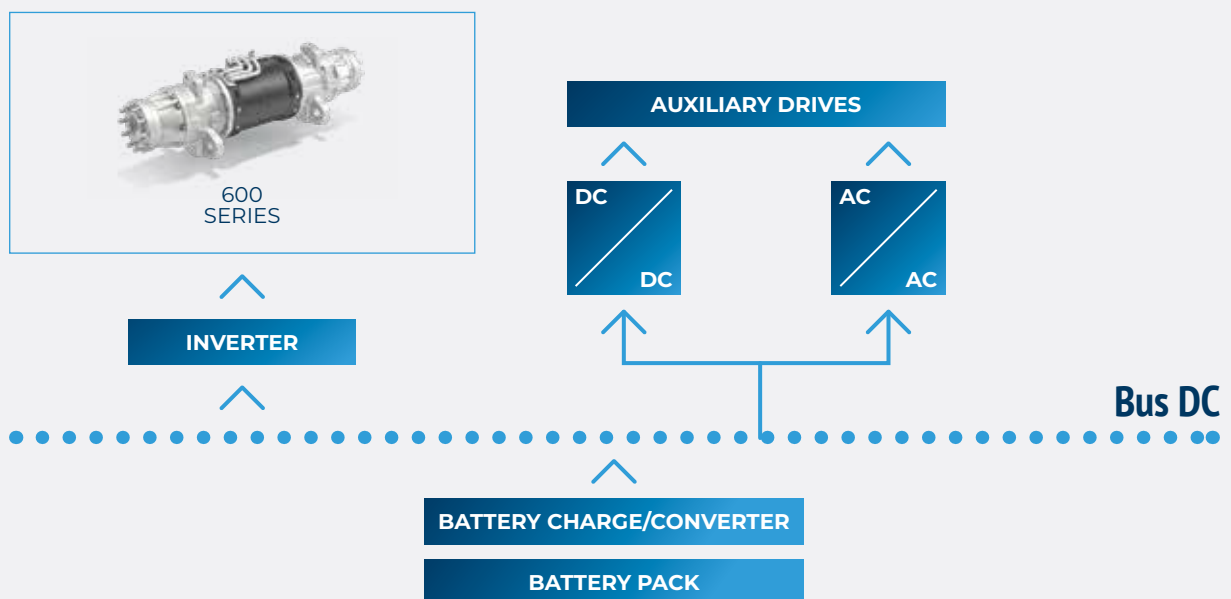 600
SERIES
AUXILIARY DRIVES
DC
DC
AC
AC
INVERTER
Bus DC
BATTERY CHARGE/CONVERTER
BATTERY PACK